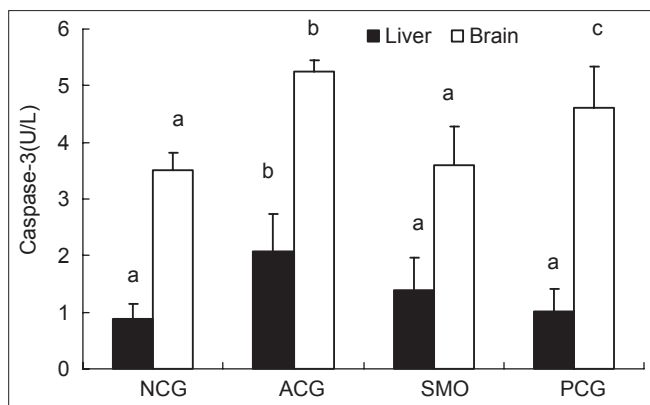 6
5
4
3
2
1
0
Caspase-3(U/L)
Liver Brain
a
a
b
b
a
a
a
c
NCG ACG SMO PCG